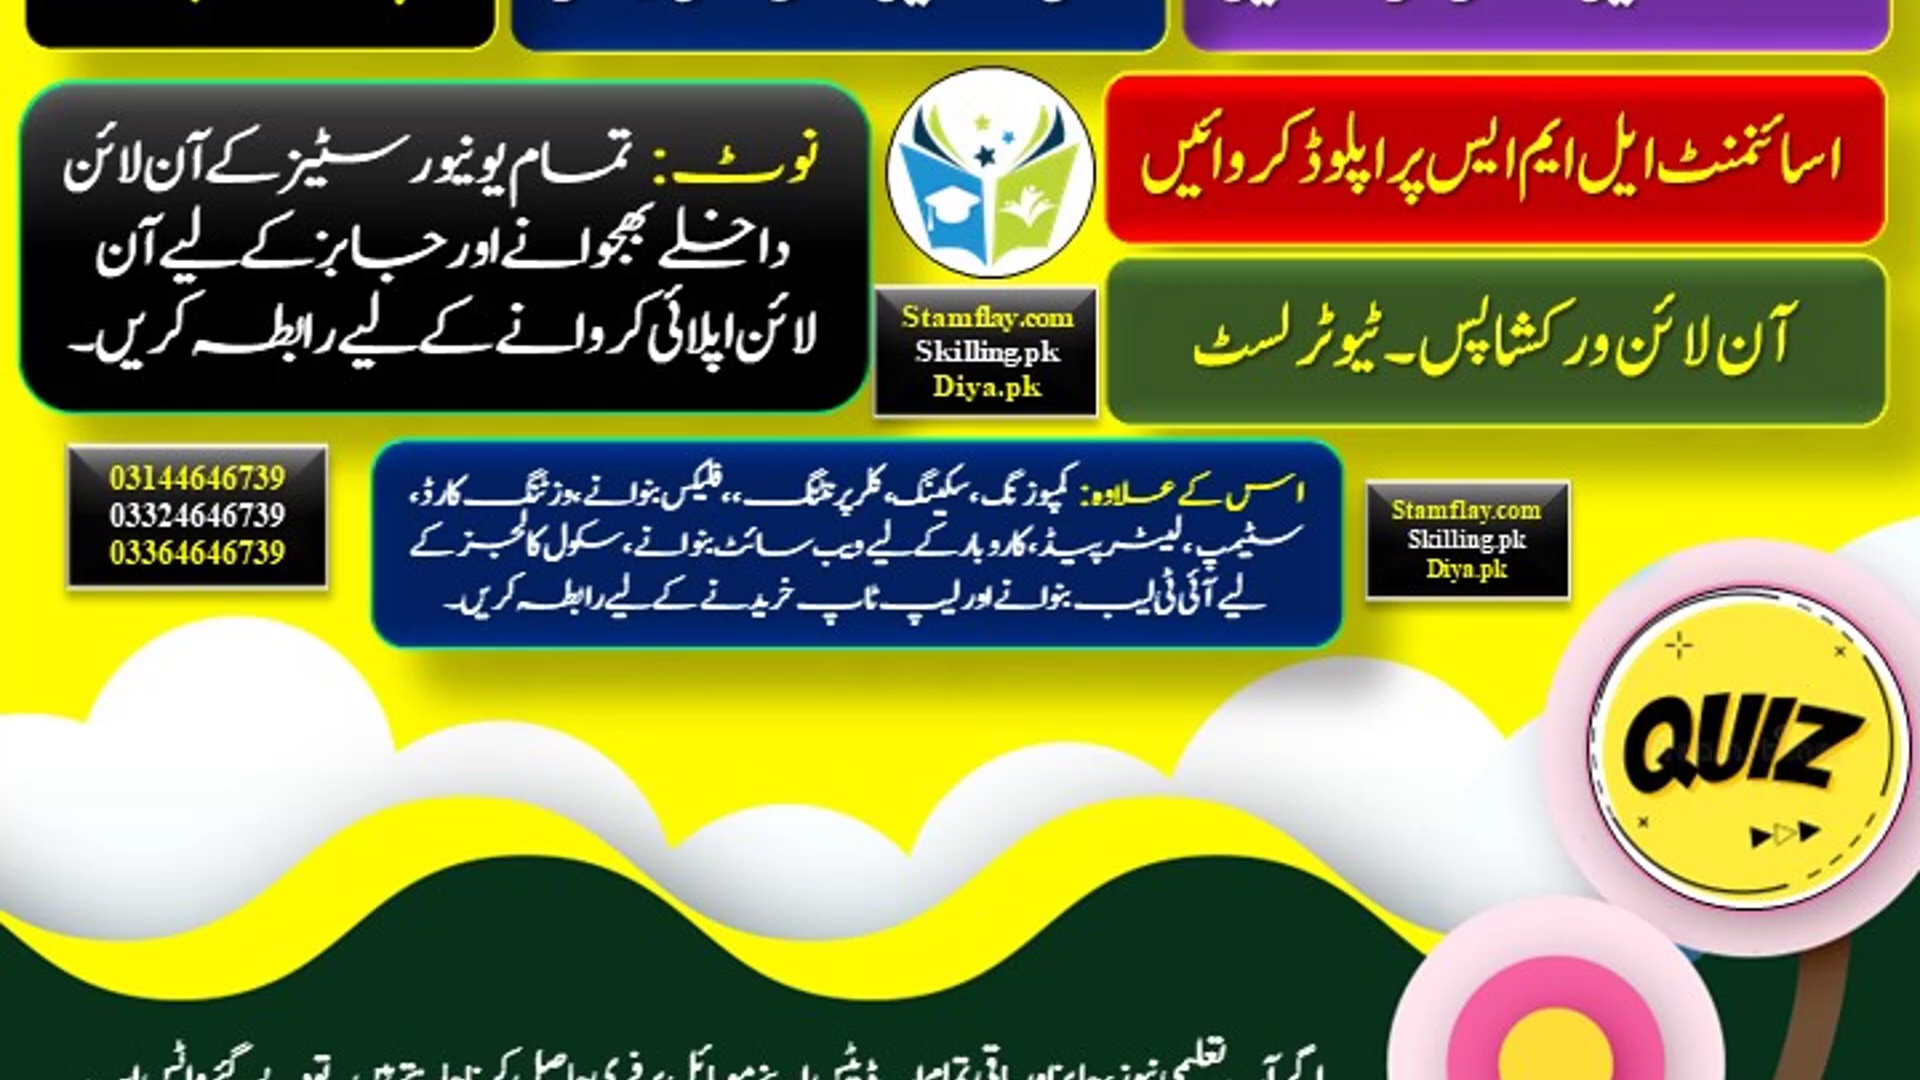 اسائنمنٹ ایل ایم ایس پر اپلوڈ کروائیں
آن لائن ورکشاپس۔ ٹیوٹر لسٹ
نوٹ: تمام یونیورسٹیز کے آن لائن
داخلے بھجوانے اور جابز کے لیے آن
لائن اپلائی کروانے کے لیے رابطہ کریں۔
Stamflay.com
Skilling.pk
Diya.pk
03144646739
03324646739
03364646739
اس کے علاوہ: کمپوزنگ، سکینگ، کلر پرنٹنگ،، فلیکس بنوانے، وزٹنگ کارڈ،
سٹیمپ، لیٹر پیڈ، کاروبار کے لیے ویب سائٹ بنوانے، سکول کالجز کے
لیے آئی ٹی لیب بنوانے اور لیپ ٹاپ خریدنے کے لیے رابطہ کریں۔
Stamflay.com
Skilling.pk
Diya.pk
QUIZ